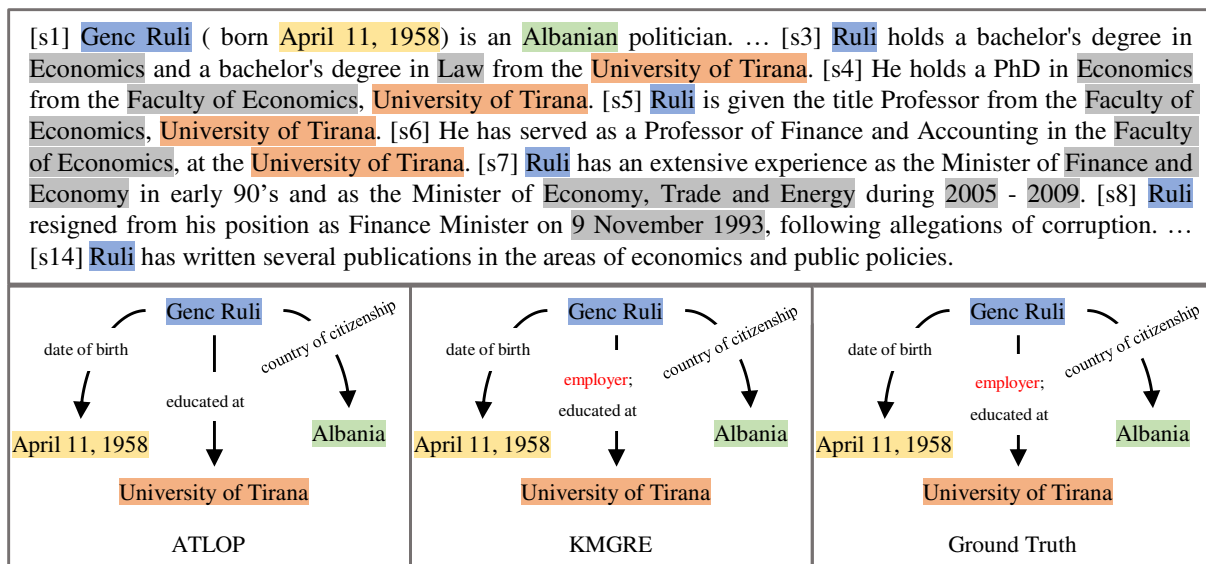 [s1] Genc Ruli ( born April 11, 1958) is an Albanian politician. … [s3] Ruli holds a bachelor's degree in
Economics and a bachelor's degree in Law from the University of Tirana. [s4] He holds a PhD in Economics
from the Faculty of Economics, University of Tirana. [s5] Ruli is given the title Professor from the Faculty of
Economics, University of Tirana. [s6] He has served as a Professor of Finance and Accounting in the Faculty
of Economics, at the University of Tirana. [s7] Ruli has an extensive experience as the Minister of Finance and
Economy in early 90’s and as the Minister of Economy, Trade and Energy during 2005 - 2009. [s8] Ruli
resigned from his position as Finance Minister on 9 November 1993, following allegations of corruption. …
[s14] Ruli has written several publications in the areas of economics and public policies.
Genc Ruli
date of birth
country of citizenship
educated at
April 11, 1958
Albania
University of Tirana
ATLOP
Genc Ruli
date of birth
country of citizenship
employer;
educated at
April 11, 1958
Albania
University of Tirana
KMGRE
Genc Ruli
date of birth
country of citizenship
employer;
educated at
April 11, 1958
Albania
University of Tirana
Ground Truth